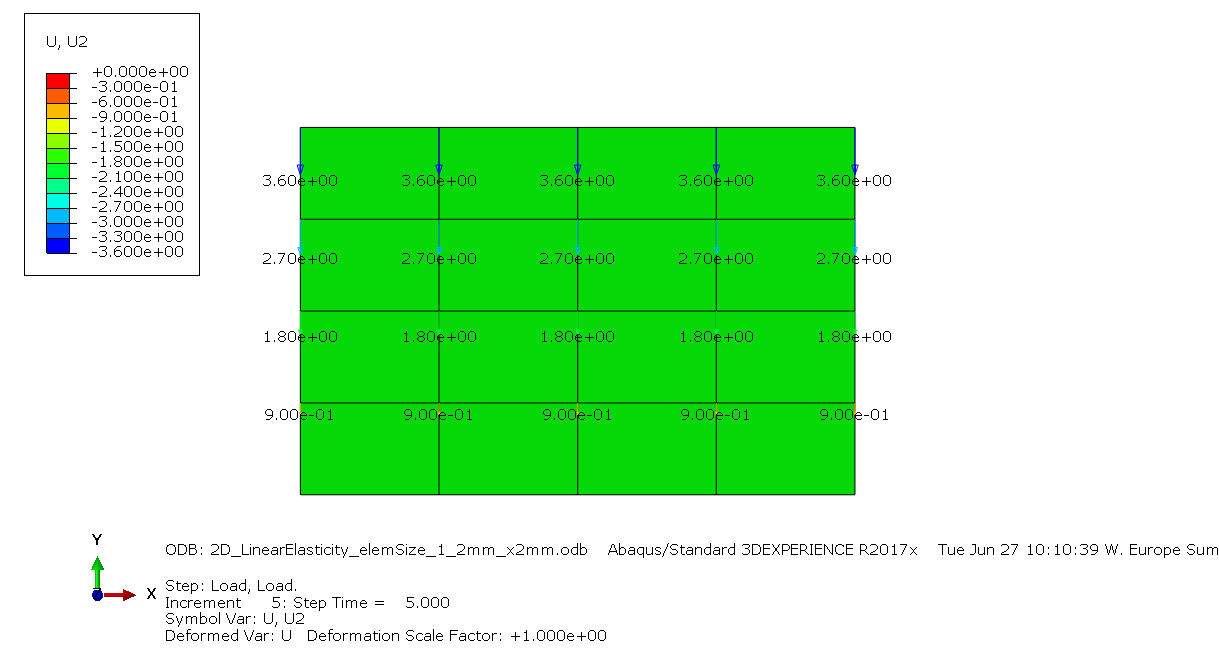 U, U2
+0.000e+00
-3.000e-01
-6.000e-01
-9.000e-01
-1.200e+00
-1.500e+00
-1.800e+00
-2.100e+00
-2.400e+00
-2.700e+00
-3.000e+00
-3.300e+00
-3.600e+00
3.60e+00 3.60e+00 3.60e+00 3.60e+00 3.60e+00
2.70e+00 2.70e+00 2.70e+00 2.70e+00 2.70e+00
1.80e+00 1.80e+00 1.80e+00 1.80e+00 1.80e+00
9.00e-01 9.00e-01 9.00e-01 9.00e-01 9.00e-01
Y
X
ODB: 2D_LinearElasticity_elemSize_1_2mm_x2mm.odb Abaqus/Standard 3DEXPERIENCE R2017x Tue Jun 27 10:10:39 W. Europe Sum
Step: Load, Load.
Increment 5: Step Time = 5.000
Symbol Var: U, U2
Deformed Var: U Deformation Scale Factor: +1.000e+00